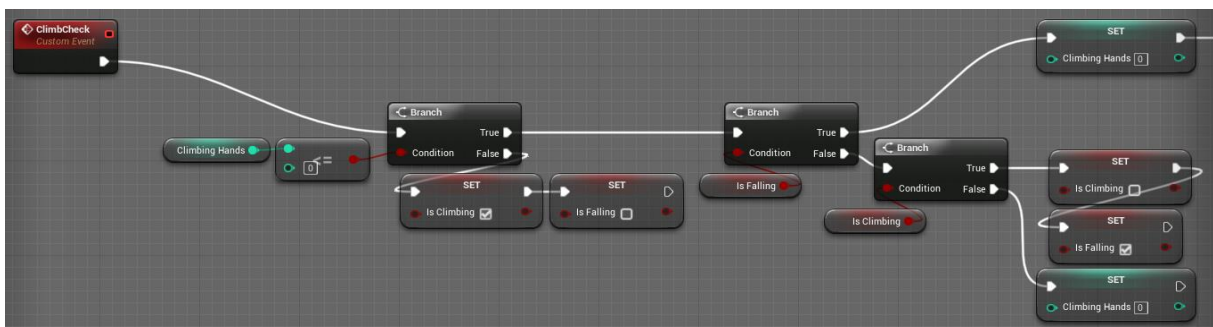 ClimbCheck
Custom Event
SET
Climbing Hands 0
Branch
True
Condition
False
Climbing Hands
0
<=
SET
Is Climbing
SET
Is Falling
Branch
True
Condition
False
Is Falling
Branch
True
Condition
False
Is Climbing
SET
Is Climbing
SET
Is Falling
SET
Climbing Hands 0